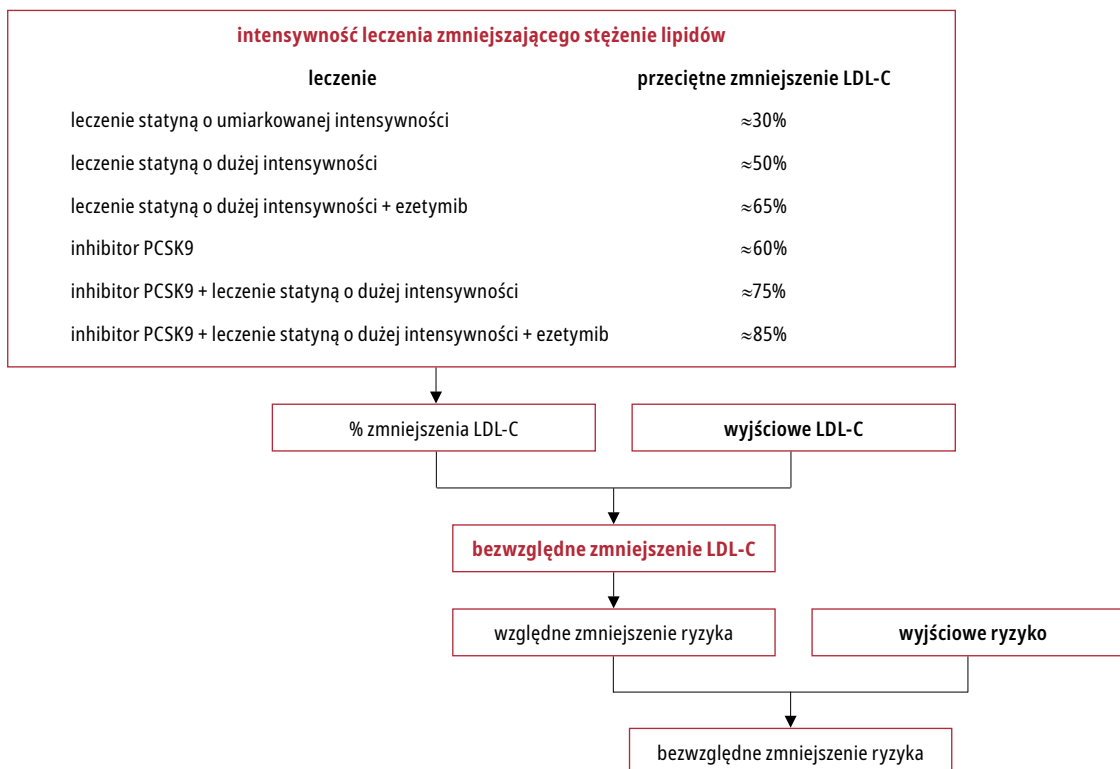 intensywność leczenia zmniejszającego stężenie lipidów
leczenie przeciętne zmniejszenie LDL-C
leczenie statyną o umiarkowanej intensywności ≈30%
leczenie statyną o dużej intensywności ≈50%
leczenie statyną o dużej intensywności + ezetymib ≈65%
inhibitor PCSK9 ≈60%
inhibitor PCSK9 + leczenie statyną o dużej intensywności ≈75%
inhibitor PCSK9 + leczenie statyną o dużej intensywności + ezetymib ≈85%
% zmniejszenia LDL-C wyjściowe LDL-C
bezwzględne zmniejszenie LDL-C
względne zmniejszenie ryzyka wyjściowe ryzyko
bezwzględne zmniejszenie ryzyka